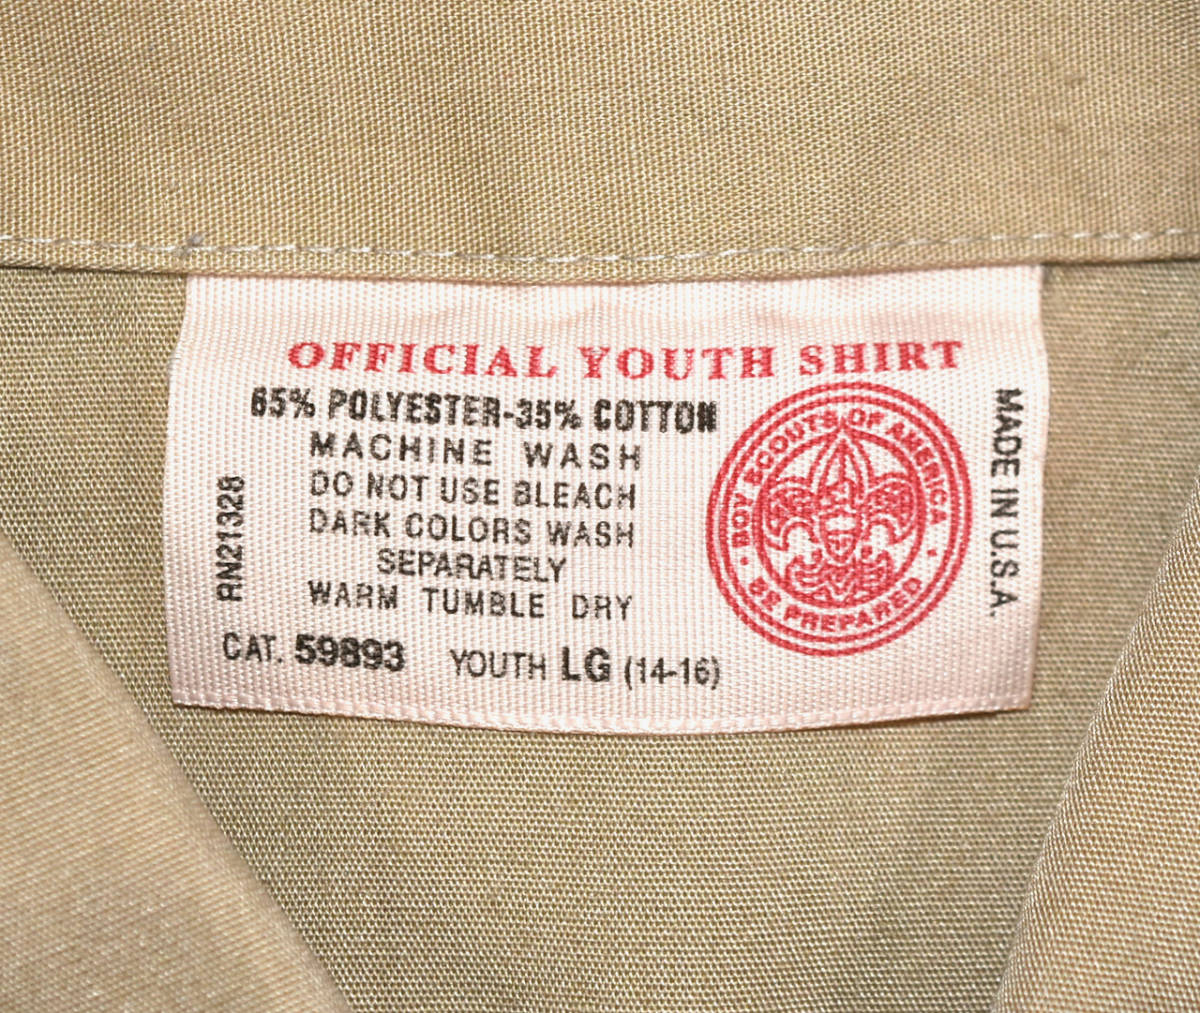 OFFICIAL YOUTH SHIRT
65% POLYESTER-35% COTTON
MACHINE WASH
DO NOT USE BLEACH
DARK COLORS WASH
SEPARATELY
WARM TUMBLE DRY
CAT. 59893 YOUTH LG (14-16)
RN21328
BOY SCOUTS OF AMERICA
BE PREPARED
MADE IN U.S.A.